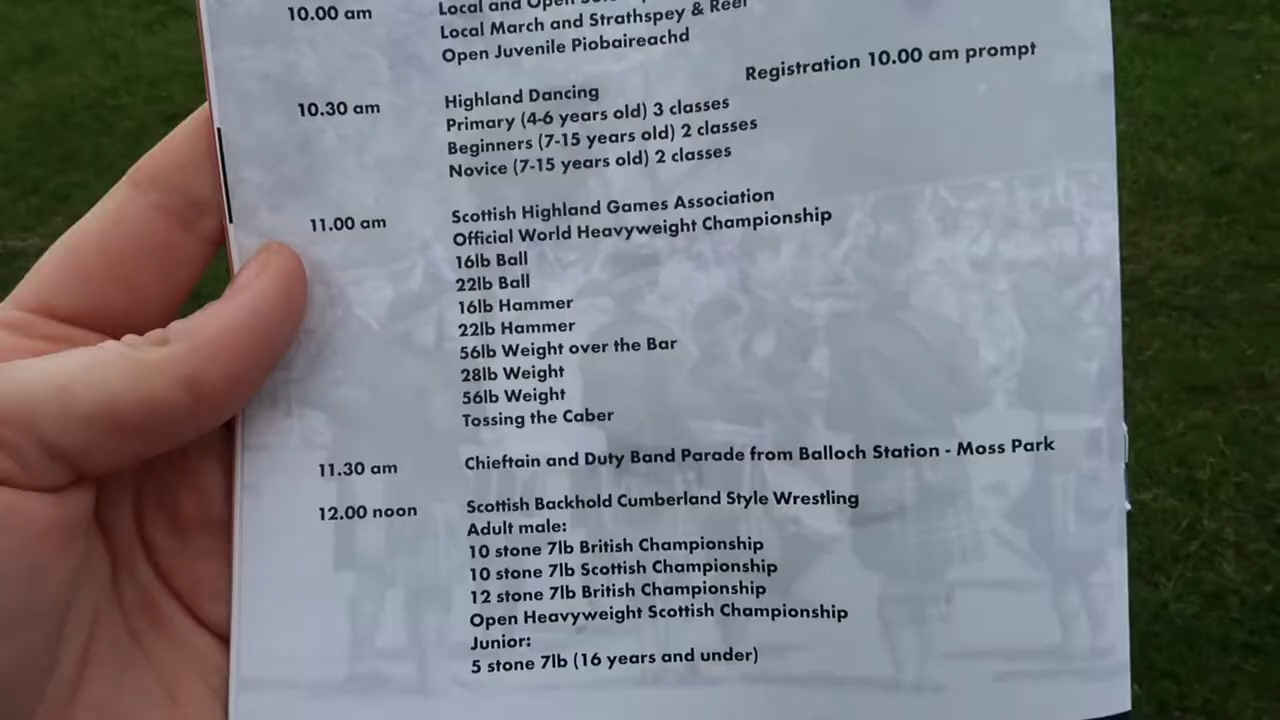 10.00 am
Local and Open
Local March and Strathspey & Reel
Open Juvenile Piobaireachd
Registration 10.00 am prompt
10.30 am
Highland Dancing
Primary (4-6 years old) 3 classes
Beginners (7-15 years old) 2 classes
Novice (7-15 years old) 2 classes
11.00 am
Scottish Highland Games Association
Official World Heavyweight Championship
16lb Ball
22lb Ball
16lb Hammer
22lb Hammer
56lb Weight over the Bar
28lb Weight
56lb Weight
Tossing the Caber
11.30 am
Chieftain and Duty Band Parade from Balloch Station - Moss Park
12.00 noon
Scottish Backhold Cumberland Style Wrestling
Adult male:
10 stone 7lb British Championship
10 stone 7lb Scottish Championship
12 stone 7lb British Championship
Open Heavyweight Scottish Championship
Junior:
5 stone 7lb (16 years and under)